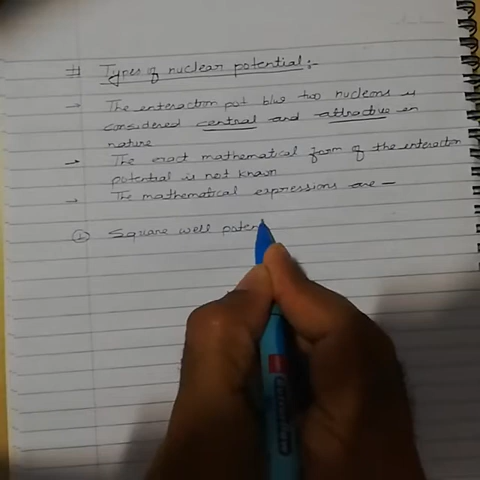 # Types of nuclear potential :-
→ The interaction pot b/w two nucleons is
considered central and attractive in
nature
→ The exact mathematical form of the interaction
potential is not known
→ The mathematical expressions are -
① Square well poten